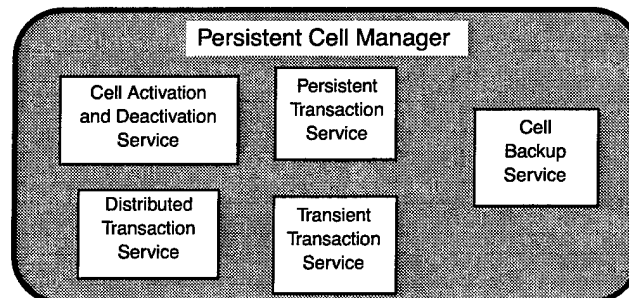 Persistent Cell Manager
Cell Activation
and Deactivation
Service
Persistent
Transaction
Service
Cell
Backup
Service
Distributed
Transaction
Service
Transient
Transaction
Service